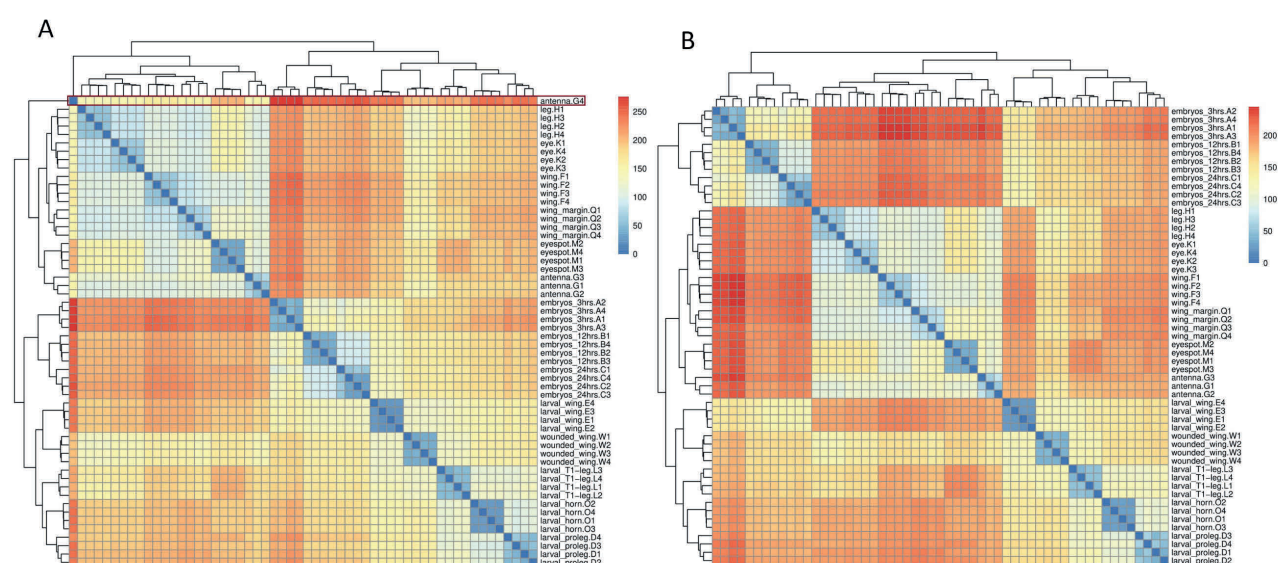 A
antenna.G4
leg.H1
leg.H3
leg.H2
leg.H4
eye.K1
eye.K4
eye.K2
eye.K3
wing.F1
wing.F2
wing.F3
wing.F4
wing_margin.Q1
wing_margin.Q2
wing_margin.Q3
wing_margin.Q4
eyespot.M2
eyespot.M4
eyespot.M1
eyespot.M3
antenna.G3
antenna.G1
antenna.G2
embryos_3hrs.A2
embryos_3hrs.A4
embryos_3hrs.A1
embryos_3hrs.A3
embryos_12hrs.B1
embryos_12hrs.B4
embryos_12hrs.B2
embryos_12hrs.B3
embryos_24hrs.C1
embryos_24hrs.C4
embryos_24hrs.C2
embryos_24hrs.C3
larval_wing.E4
larval_wing.E3
larval_wing.E1
larval_wing.E2
wounded_wing.W1
wounded_wing.W2
wounded_wing.W3
wounded_wing.W4
larval_T1-leg.L3
larval_T1-leg.L4
larval_T1-leg.L1
larval_T1-leg.L2
larval_horn.O2
larval_horn.O4
larval_horn.O1
larval_horn.O3
larval_proleg.D4
larval_proleg.D3
larval_proleg.D1
larval_proleg.D2
250
200
150
100
50
0
B
embryos_3hrs.A2
embryos_3hrs.A4
embryos_3hrs.A1
embryos_3hrs.A3
embryos_12hrs.B1
embryos_12hrs.B4
embryos_12hrs.B2
embryos_12hrs.B3
embryos_24hrs.C1
embryos_24hrs.C4
embryos_24hrs.C2
embryos_24hrs.C3
leg.H1
leg.H3
leg.H2
leg.H4
eye.K1
eye.K4
eye.K2
eye.K3
wing.F1
wing.F2
wing.F3
wing.F4
wing_margin.Q1
wing_margin.Q2
wing_margin.Q3
wing_margin.Q4
eyespot.M2
eyespot.M4
eyespot.M1
eyespot.M3
antenna.G3
antenna.G1
antenna.G2
larval_wing.E4
larval_wing.E3
larval_wing.E1
larval_wing.E2
wounded_wing.W1
wounded_wing.W2
wounded_wing.W3
wounded_wing.W4
larval_T1-leg.L3
larval_T1-leg.L4
larval_T1-leg.L1
larval_T1-leg.L2
larval_horn.O2
larval_horn.O4
larval_horn.O1
larval_horn.O3
larval_proleg.D3
larval_proleg.D4
larval_proleg.D1
larval_proleg.D2
200
150
100
50
0